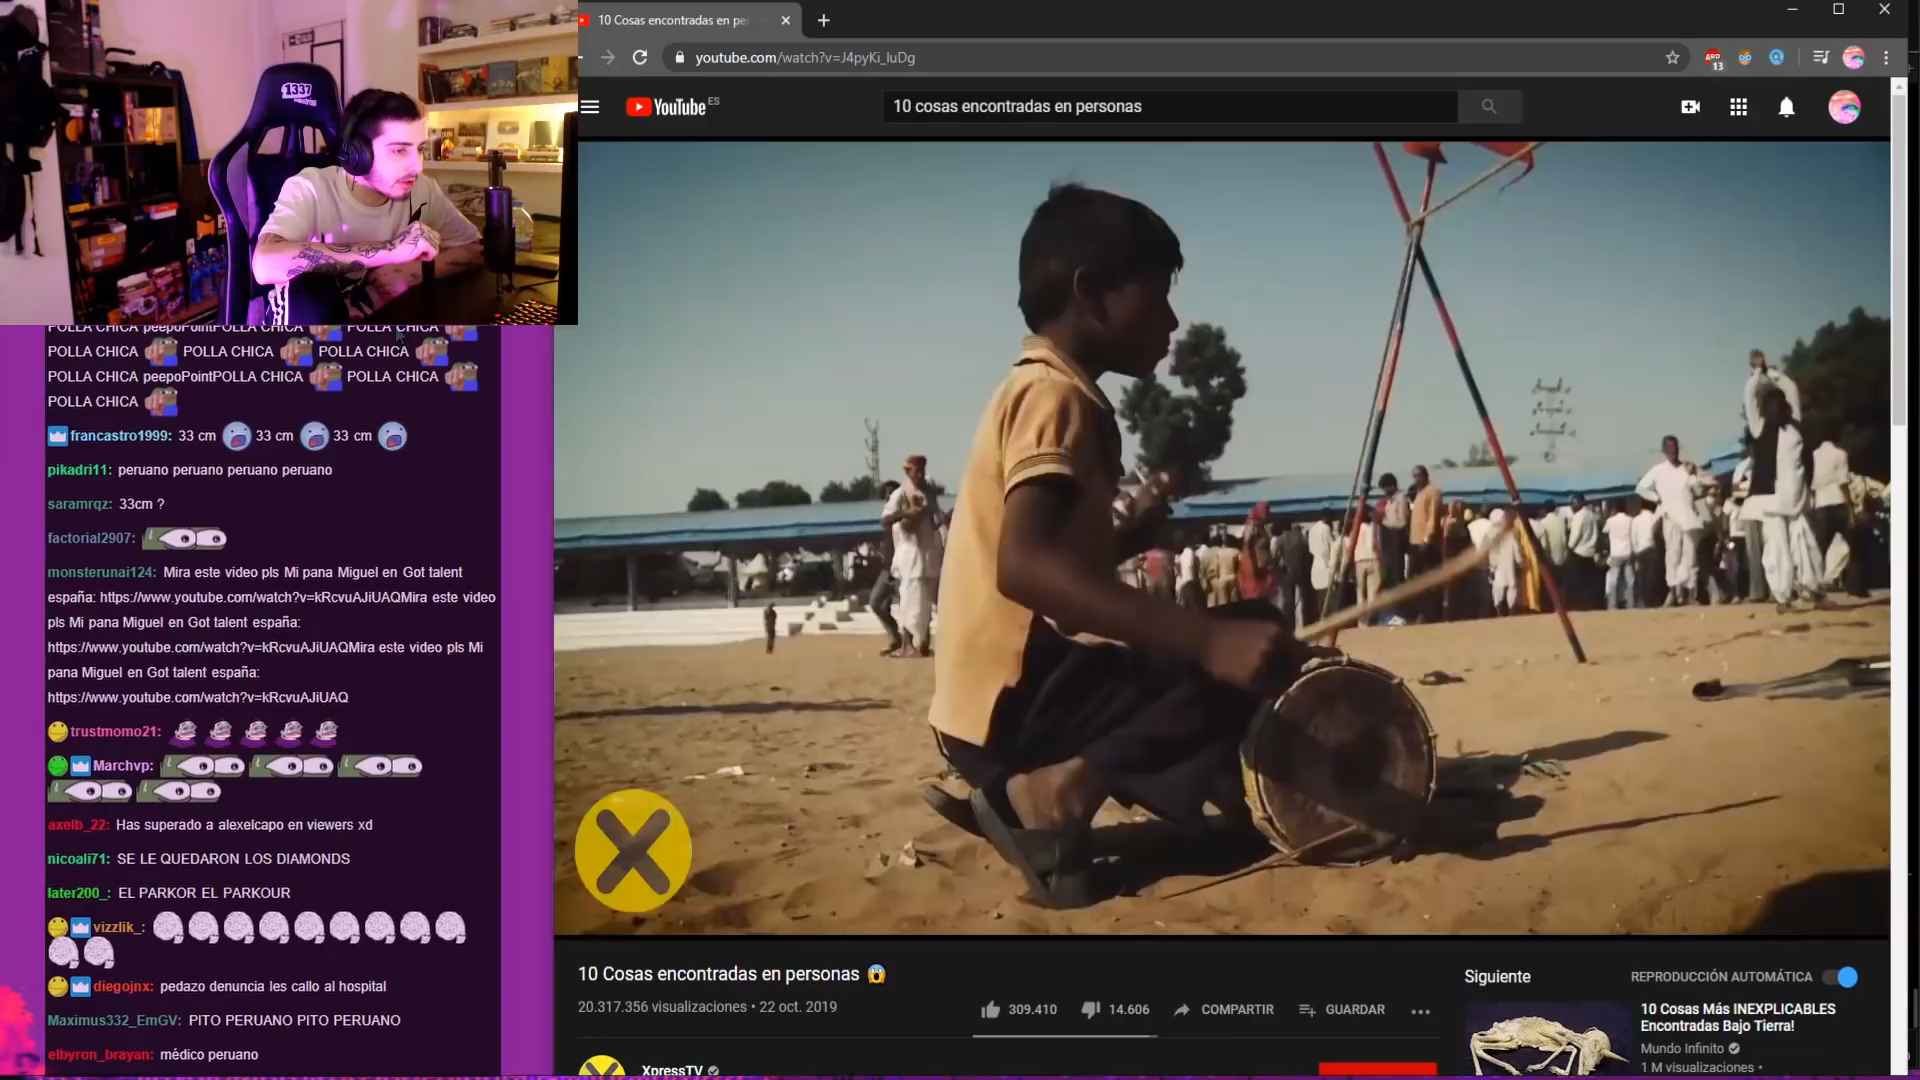 10 Cosas encontradas en pe
youtube.com/watch?v=J4pyKi_luDg
13
YouTube ES
10 cosas encontradas en personas
1337
POLLA CHICA peepoPointPOLLA CHICA POLLA CHICA
POLLA CHICA POLLA CHICA POLLA CHICA
POLLA CHICA peepoPointPOLLA CHICA POLLA CHICA
POLLA CHICA
francastro1999: 33 cm 33 cm 33 cm
pikadri11: peruano peruano peruano peruano
saramrqz: 33cm ?
factorial2907:
monsterunai124: Mira este video pls Mi pana Miguel en Got talent
españa: https://www.youtube.com/watch?v=kRcvuAJiUAQMira este video
pls Mi pana Miguel en Got talent españa:
https://www.youtube.com/watch?v=kRcvuAJiUAQMira este video pls Mi
pana Miguel en Got talent españa:
https://www.youtube.com/watch?v=kRcvuAJiUAQ
trustmomo21:
Marchvp:
axelb_22: Has superado a alexelcapo en viewers xd
nicoali71: SE LE QUEDARON LOS DIAMONDS
later200_: EL PARKOR EL PARKOUR
vizzlik_:
diegojnx: pedazo denuncia les callo al hospital
Maximus332_EmGV: PITO PERUANO PITO PERUANO
elbyron_brayan: médico peruano
10 Cosas encontradas en personas
20.317.356 visualizaciones • 22 oct. 2019
309.410
14.606
COMPARTIR
GUARDAR
XpressTV
Siguiente
REPRODUCCIÓN AUTOMÁTICA
10 Cosas Más INEXPLICABLES
Encontradas Bajo Tierra!
Mundo Infinito
1 M visualizaciones •